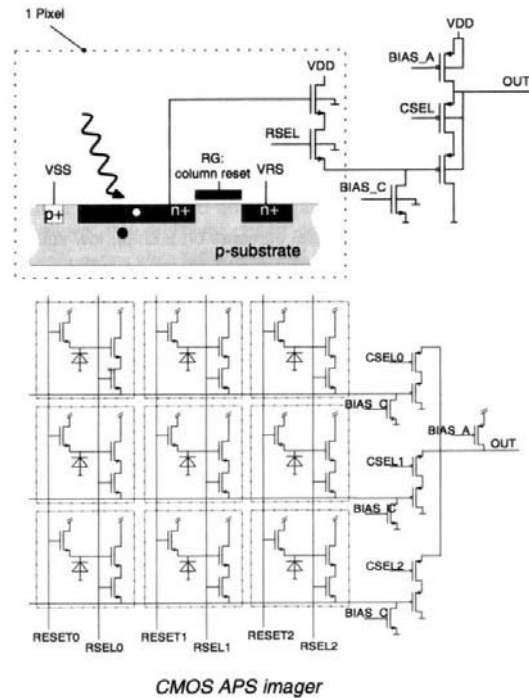 1 Pixel
VDD
BIAS_A
VDD
OUT
CSEL
RSEL
RG:
column reset
VSS
VRS
BIAS_C
p+
n+
n+
p-substrate
CSEL0
BIAS_C
BIAS_A
OUT
CSEL1
BIAS_C
CSEL2
BIAS_C
RESET0
RESET1
RESET2
RSEL0
RSEL1
RSEL2
CMOS APS imager